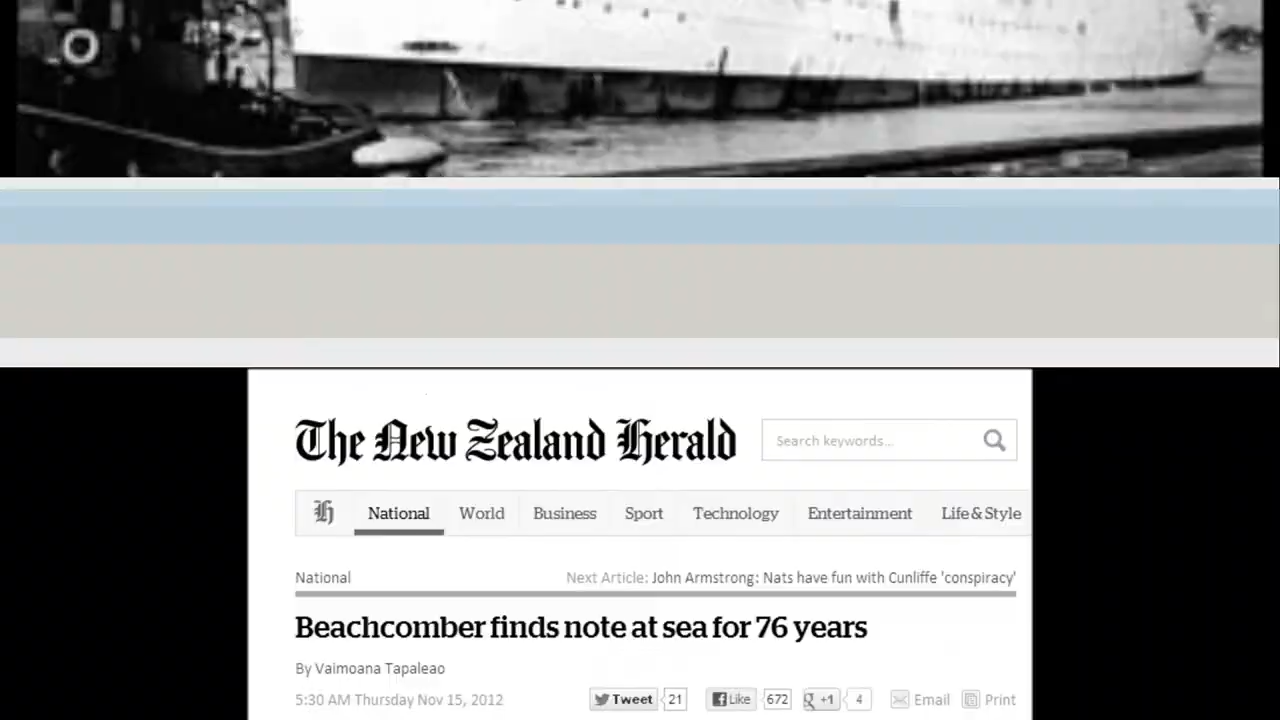 The New Zealand Herald
Search keywords...
National World Business Sport Technology Entertainment Life & Style
National
Next Article: John Armstrong: Nats have fun with Cunliffe 'conspiracy'
Beachcomber finds note at sea for 76 years
By Vaimoana Tapaleao
5:30 AM Thursday Nov 15, 2012
Tweet 21 Like 672 +1 4 Email Print